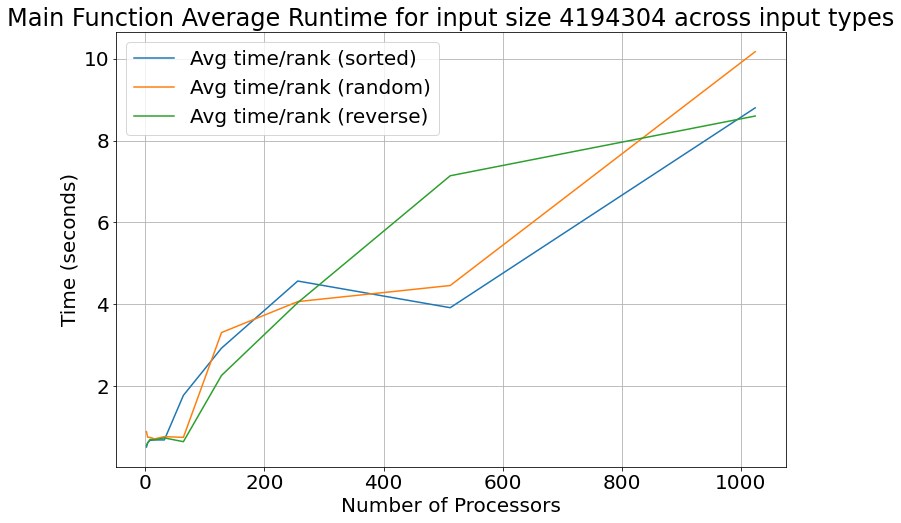 Main Function Average Runtime for input size 4194304 across input types
Avg time/rank (sorted)
Avg time/rank (random)
Avg time/rank (reverse)
Time (seconds)
10
8
6
4
2
0 200 400 600 800 1000
Number of Processors